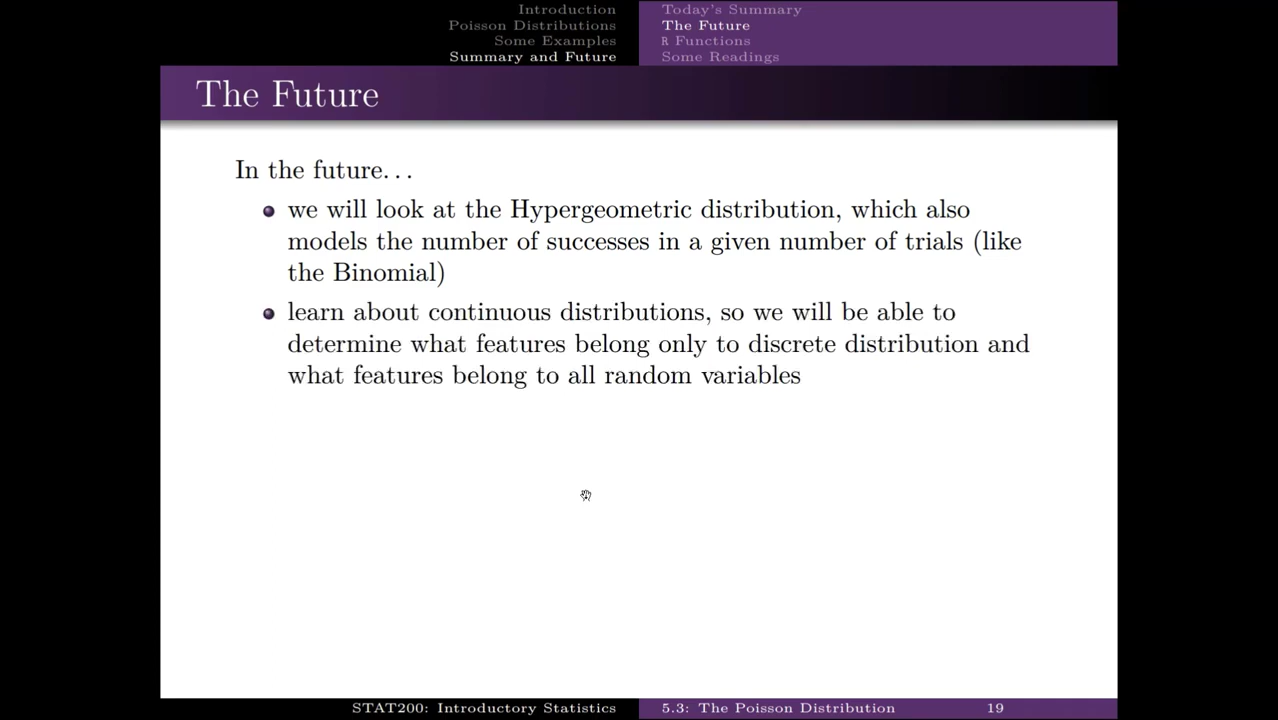 Introduction
Poisson Distributions
Some Examples
Summary and Future
Today's Summary
The Future
R Functions
Some Readings
The Future
In the future...
we will look at the Hypergeometric distribution, which also
models the number of successes in a given number of trials (like
the Binomial)
learn about continuous distributions, so we will be able to
determine what features belong only to discrete distribution and
what features belong to all random variables
STAT200: Introductory Statistics
5.3: The Poisson Distribution 19